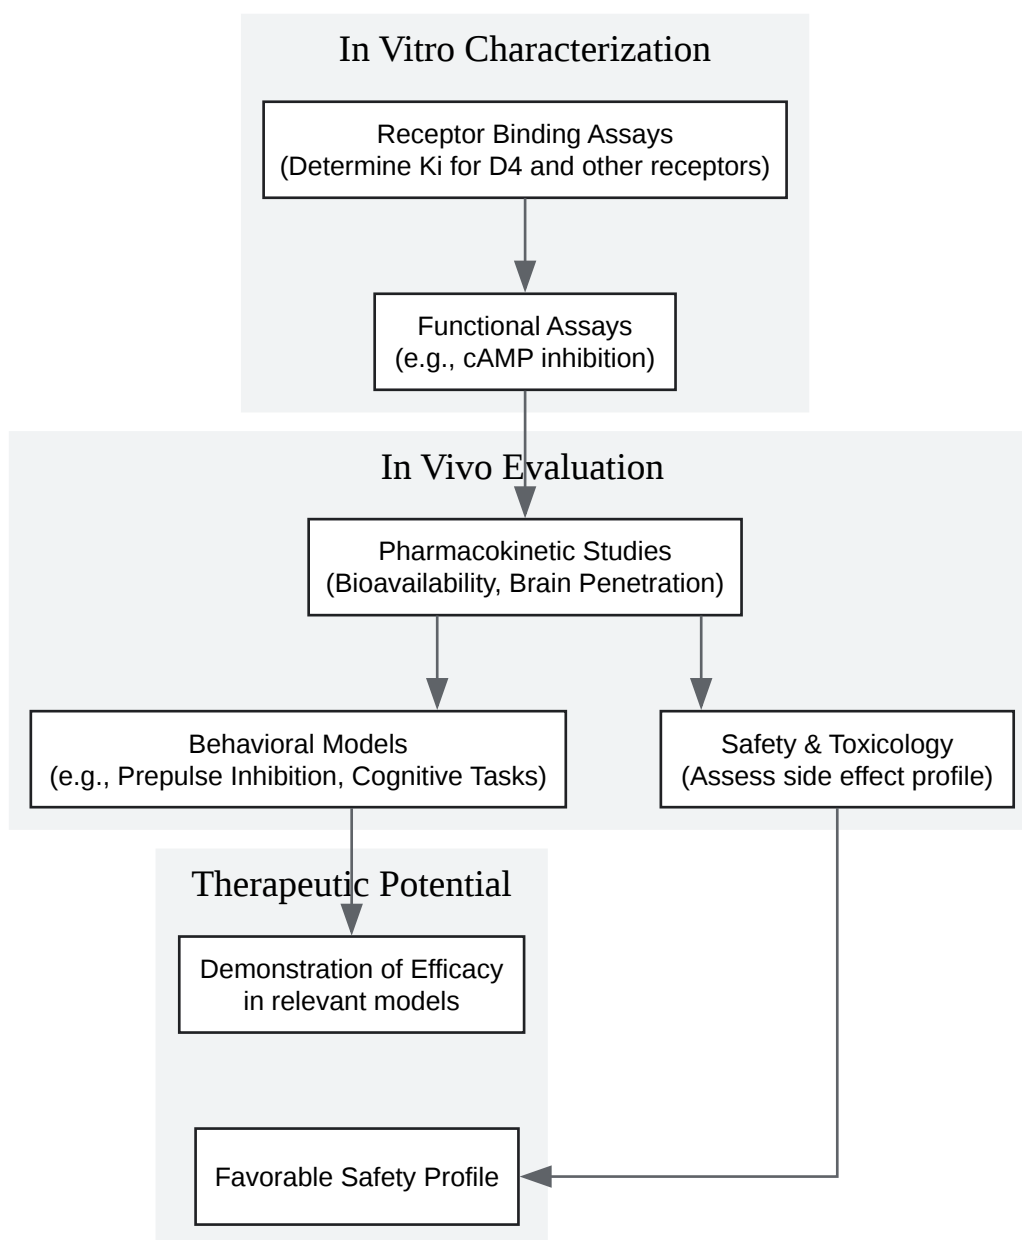 In Vitro Characterization
Receptor Binding Assays
(Determine Ki for D4 and other receptors)
Functional Assays
(e.g., cAMP inhibition)
In Vivo Evaluation
Pharmacokinetic Studies
(Bioavailability, Brain Penetration)
Behavioral Models
(e.g., Prepulse Inhibition, Cognitive Tasks)
Safety & Toxicology
(Assess side effect profile)
Therapeutic Potential
Demonstration of Efficacy
in relevant models
Favorable Safety Profile